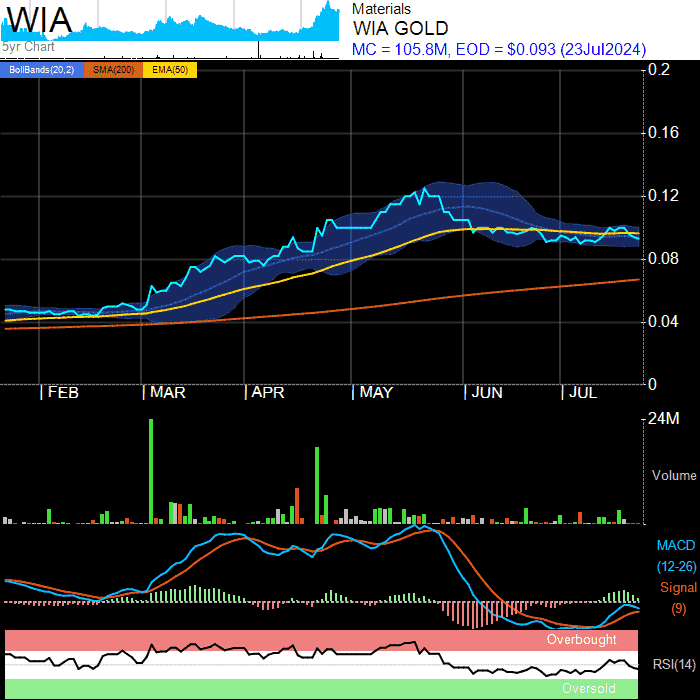 WIA
5yr Chart
Materials
WIA GOLD
MC = 105.8M, EOD = $0.093 (23Jul2024)
BollBands(20,2) SMA(200) EMA(50)
0.2
0.16
0.12
0.08
0.04
0
FEB MAR APR MAY JUN JUL
24M
Volume
MACD
(12-26)
Signal
(9)
Overbought
RSI(14)
Oversold